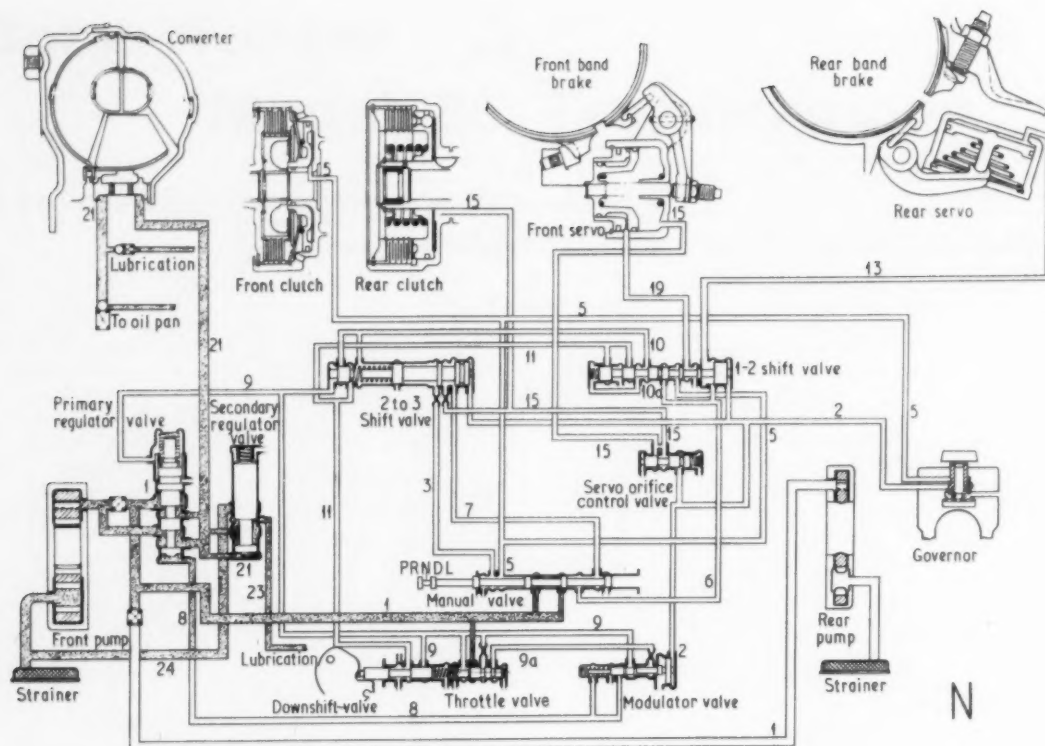 Converter
Front band
brake
Rear band
brake
15
21
15
15
Rear servo
Front servo
Lubrication
Front clutch
Rear clutch
13
19
To oil pan
5
21
10
11
9
1-2 shift valve
Primary
regulator valve
Secondary
regulator
valve
10a
2 to 3
Shift valve
15
2
5
5
15
15
1
3
Servo orifice
control valve
11
7
Governor
21
PRNDL
5
6
23
Manual valve
1
Front pump
8
9
Rear
pump
24
Lubrication
9
9a
2
Strainer
Downshift valve
Throttle valve
Modulator valve
Strainer
8
N
1